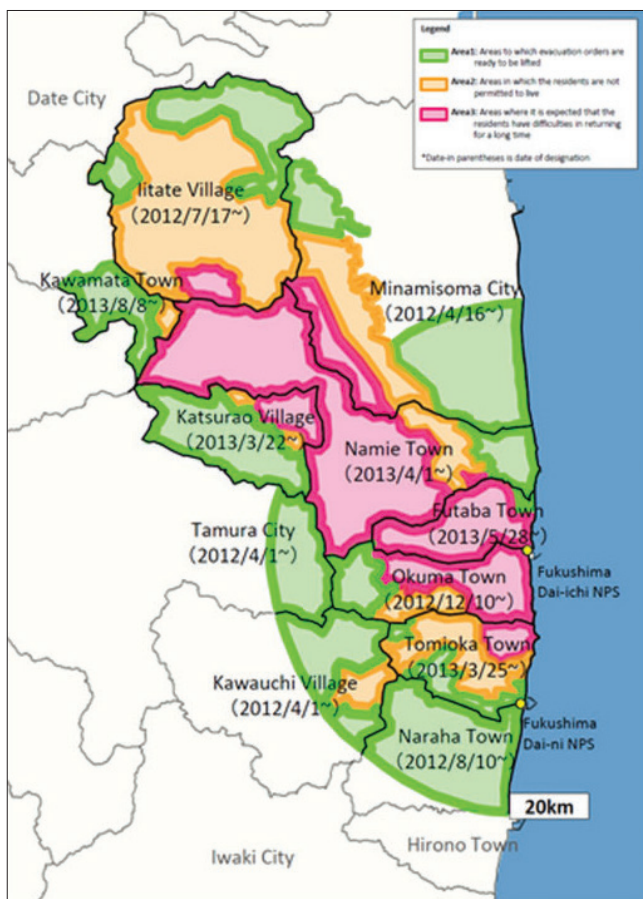 Legend
Area1: Areas to which evacuation orders are
ready to be lifted
Area2: Areas in which the residents are not
permitted to live
Area3: Areas where it is expected that the
residents have difficulties in returning
for a long time
*Date-in parentheses is date of designation
Date City
Iitate Village
(2012/7/17~)
Kawamata Town
(2013/8/8~)
Minamisoma City
(2012/4/16~)
Katsurao Village
(2013/3/22~)
Namie Town
(2013/4/1~)
Futaba Town
(2013/5/28~)
Tamura City
(2012/4/1~)
Okuma Town
(2012/12/10~)
Fukushima
Dai-ichi NPS
Tomioka Town
(2013/3/25~)
Kawauchi Village
(2012/4/1~)
Fukushima
Dai-ni NPS
Naraha Town
(2012/8/10~)
20km
Hirono Town
Iwaki City